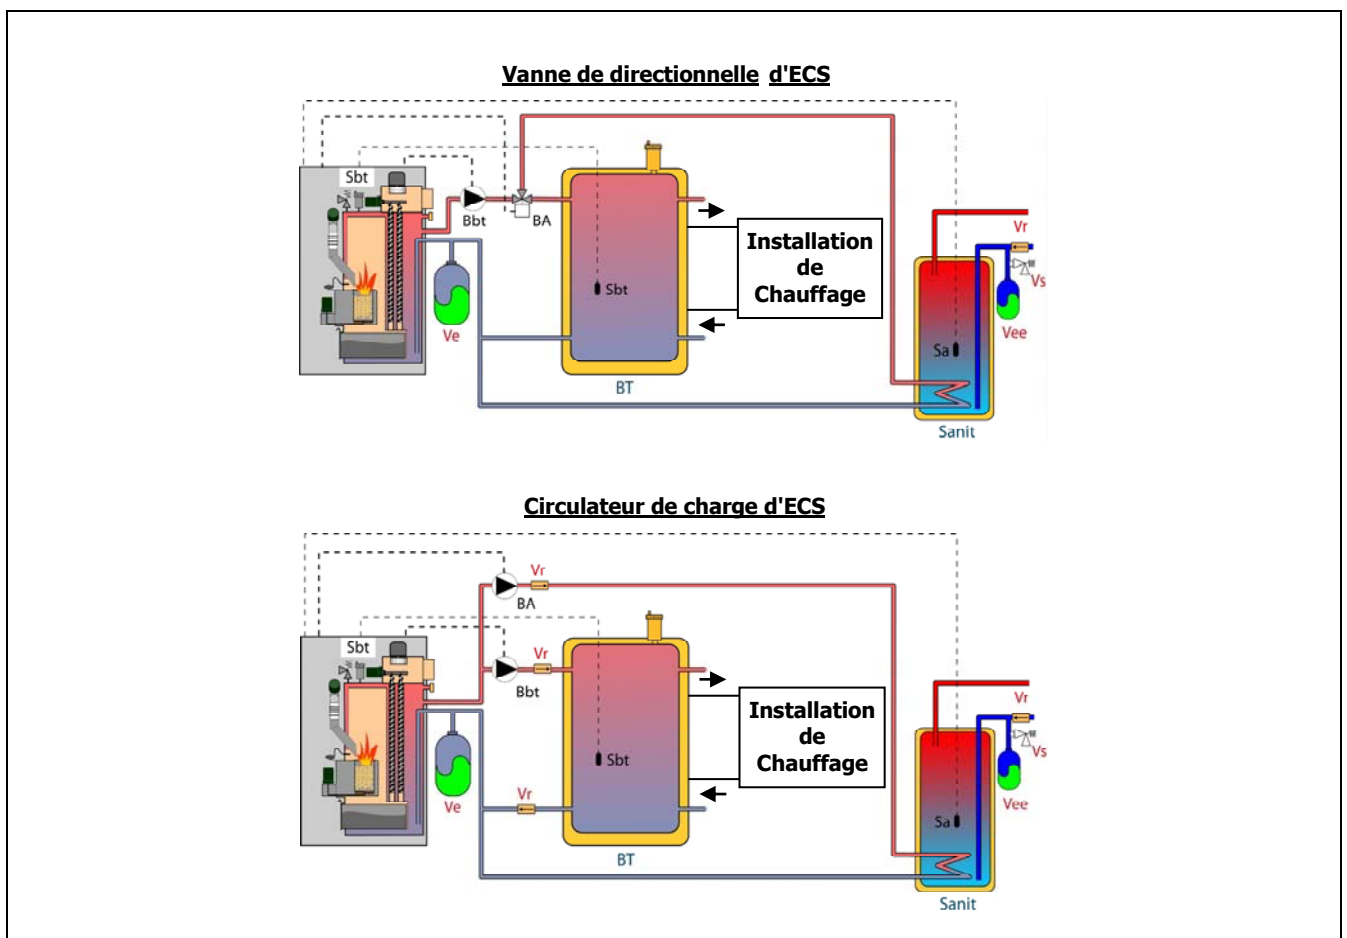 Vanne de directionnelle d'ECS
Sbt
Bbt
BA
Installation
de
Chauffage
Vr
Vs
Ve
Sbt
Vee
Sa
BT
Sanit
Circulateur de charge d'ECS
Vr
BA
Sbt
Vr
Bbt
Installation
de
Chauffage
Vr
Sbt
Vs
Vr
Ve
Vee
Sa
BT
Sanit